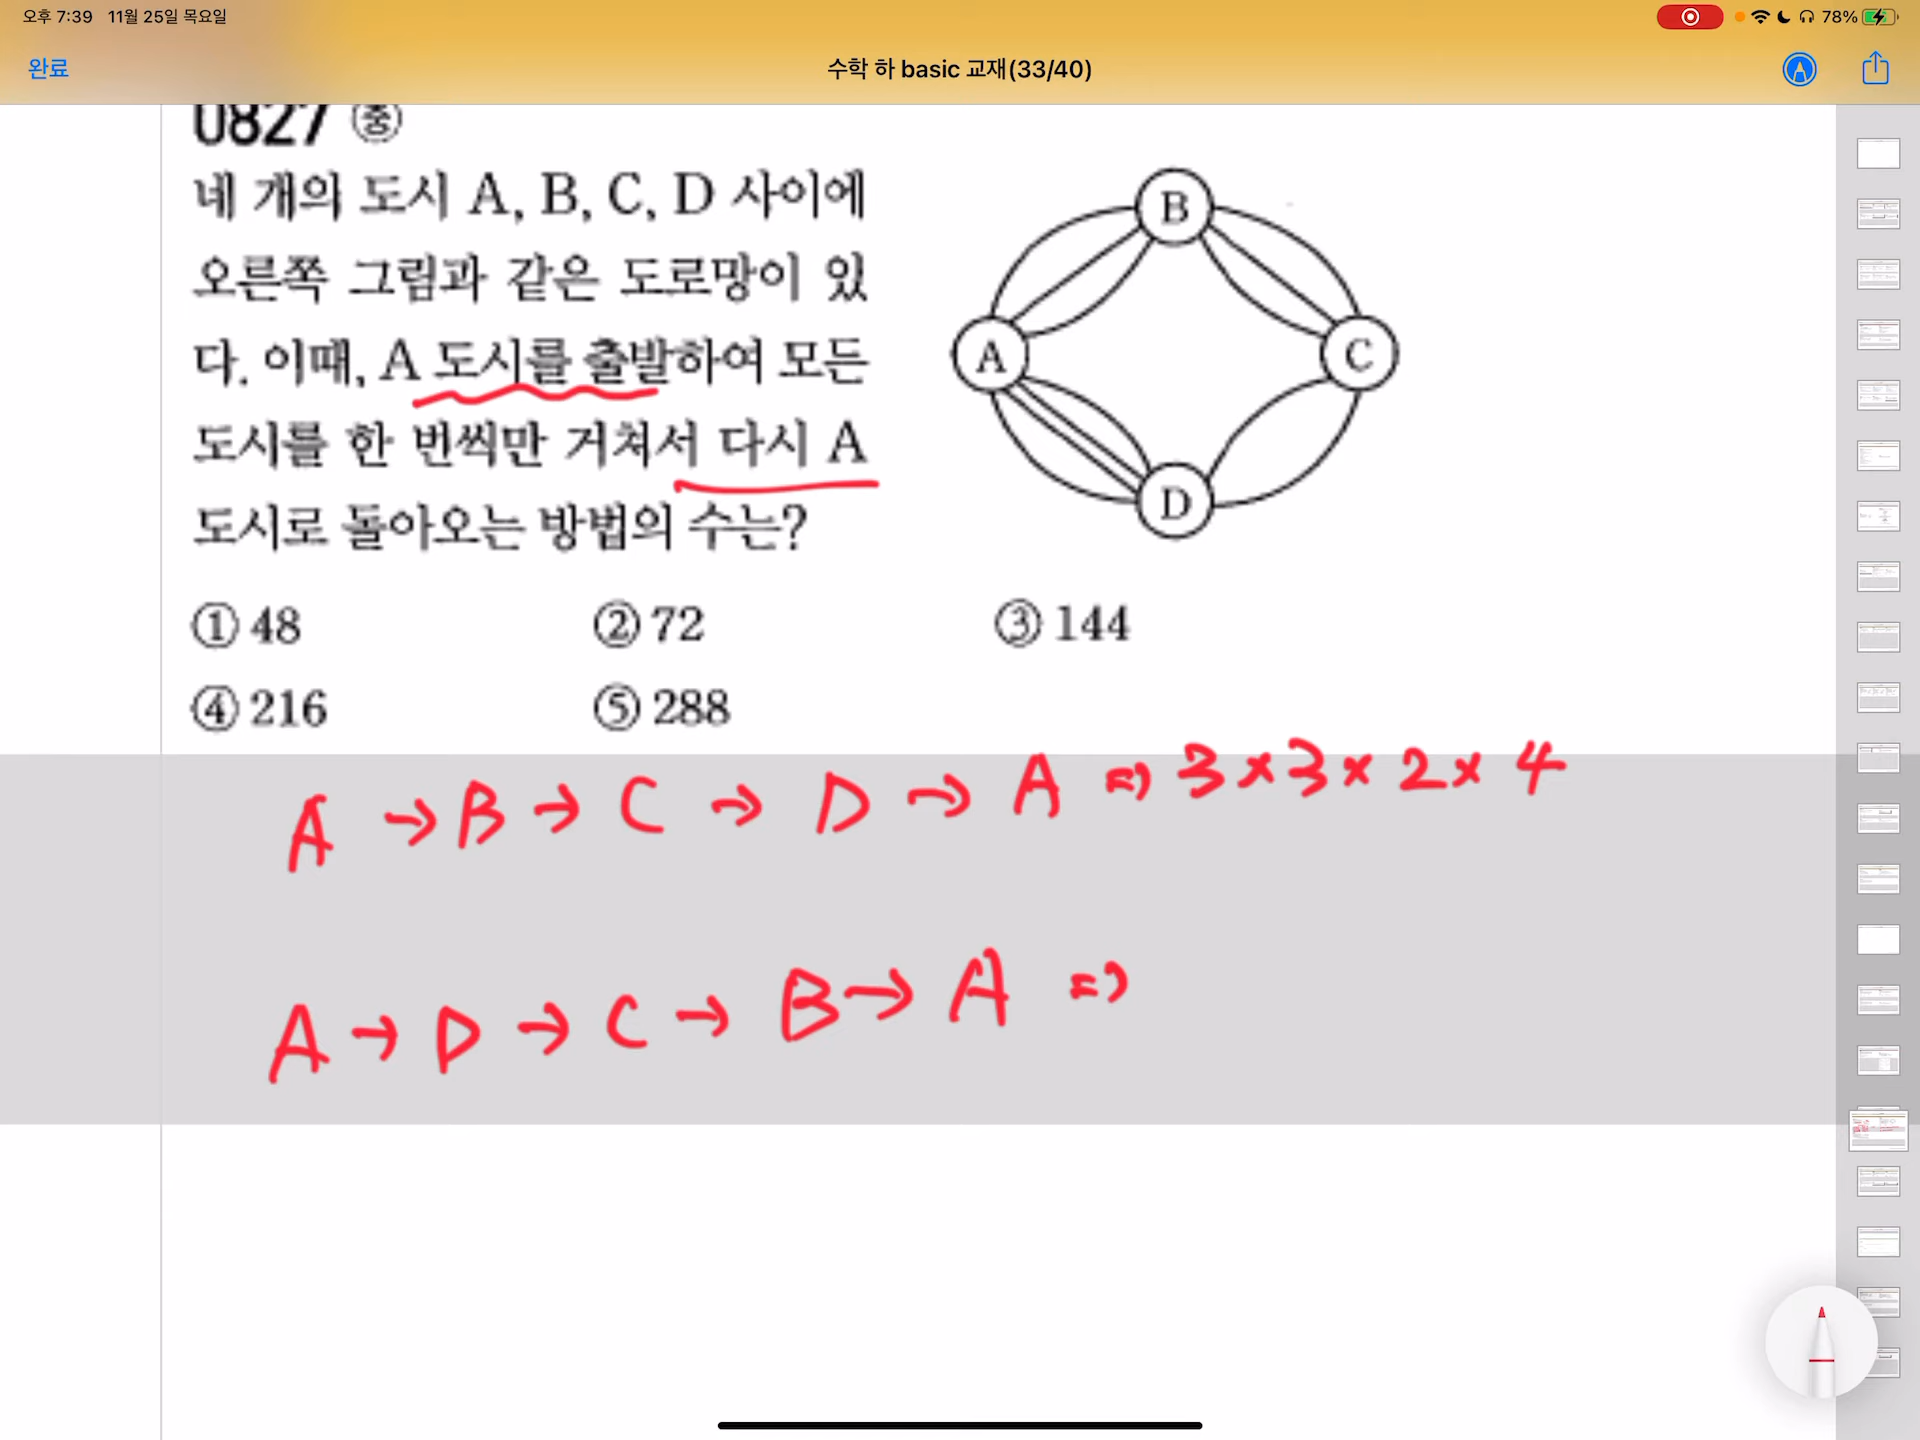 오후 7:39 11월 25일 목요일
78%
완료
수학 하 basic 교재(33/40)
0827 중
네 개의 도시 A, B, C, D 사이에
오른쪽 그림과 같은 도로망이 있
다. 이때, A 도시를 출발하여 모든
도시를 한 번씩만 거쳐서 다시 A
도시로 돌아오는 방법의 수는?
B
A
C
D
① 48 ② 72 ③ 144
④ 216 ⑤ 288
A → B → C → D → A ⇒ 3 × 3 × 2 × 4
A → D → C → B → A ⇒